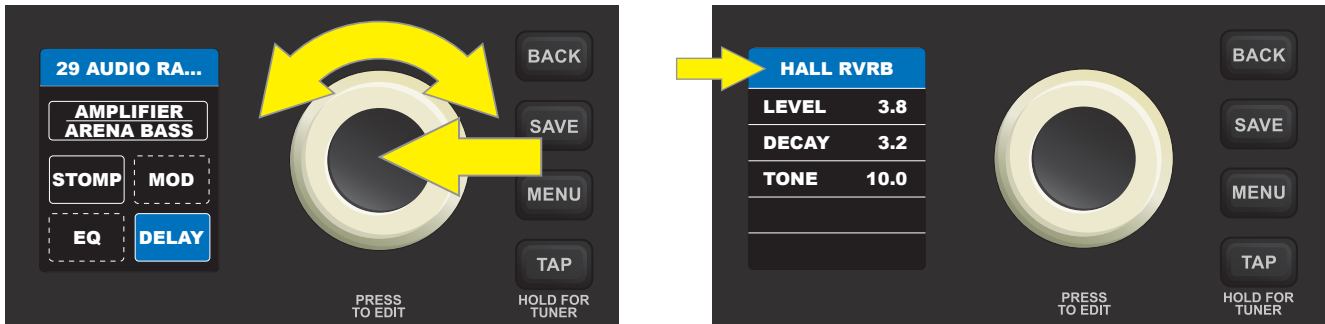 29 AUDIO RA...
AMPLIFIER
ARENA BASS
STOMP
MOD
EQ
DELAY
BACK
SAVE
MENU
TAP
PRESS
TO EDIT
HOLD FOR
TUNER
HALL RVRB
LEVEL 3.8
DECAY 3.2
TONE 10.0
BACK
SAVE
MENU
TAP
PRESS
TO EDIT
HOLD FOR
TUNER